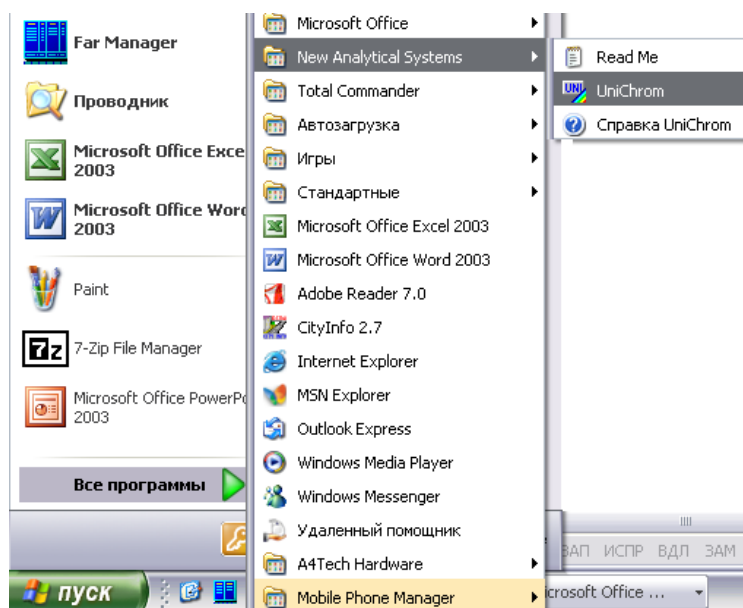 Far Manager
Проводник
Microsoft Office Exce
2003
Microsoft Office Word
2003
Paint
7-Zip File Manager
Microsoft Office PowerPo
2003
Все программы
пуск
Microsoft Office
New Analytical Systems
Total Commander
Автозагрузка
Игры
Стандартные
Microsoft Office Excel 2003
Microsoft Office Word 2003
Adobe Reader 7.0
CityInfo 2.7
Internet Explorer
MSN Explorer
Outlook Express
Windows Media Player
Windows Messenger
Удаленный помощник
A4Tech Hardware
Mobile Phone Manager
Read Me
UniChrom
Справка UniChrom
ЗАП ИСПР ВДЛ ЗАМ
crosoft Office ...